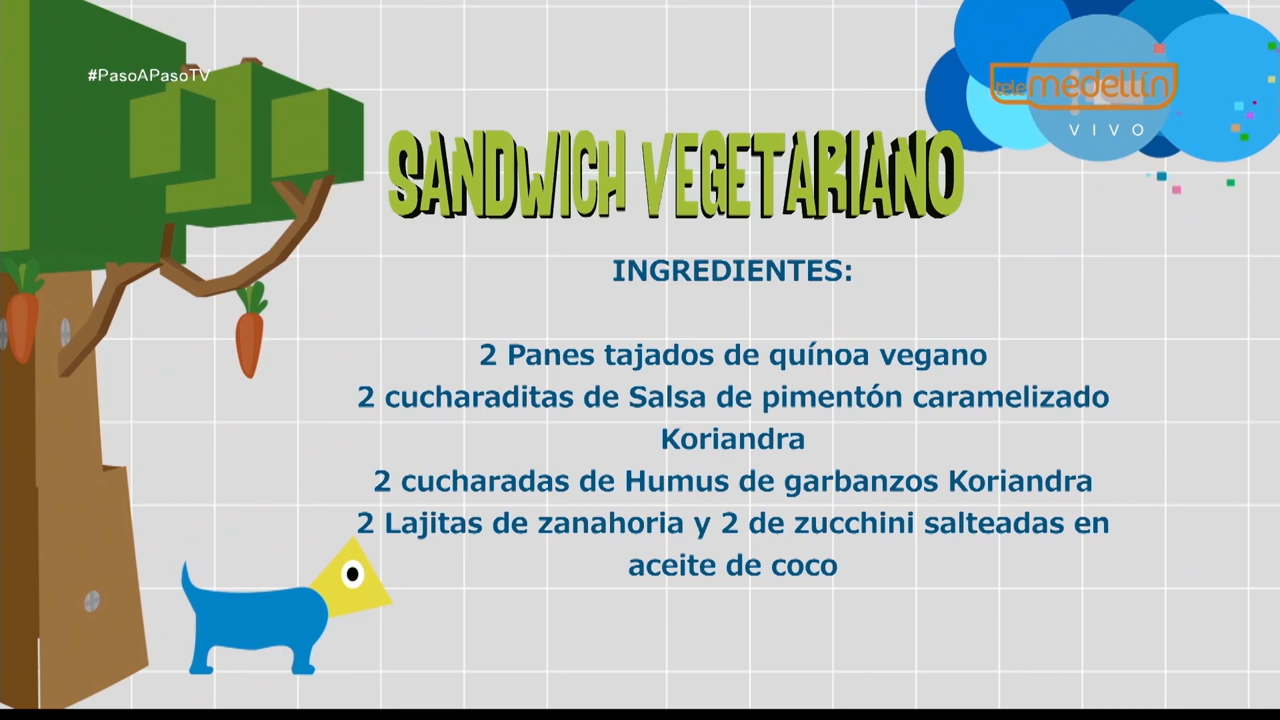 #PasoAPasoTV
tele medellín
VIVO
SANDWICH VEGETARIANO
INGREDIENTES:
2 Panes tajados de quínoa vegano
2 cucharaditas de Salsa de pimentón caramelizado
Koriandra
2 cucharadas de Humus de garbanzos Koriandra
2 Lajitas de zanahoria y 2 de zucchini salteadas en
aceite de coco